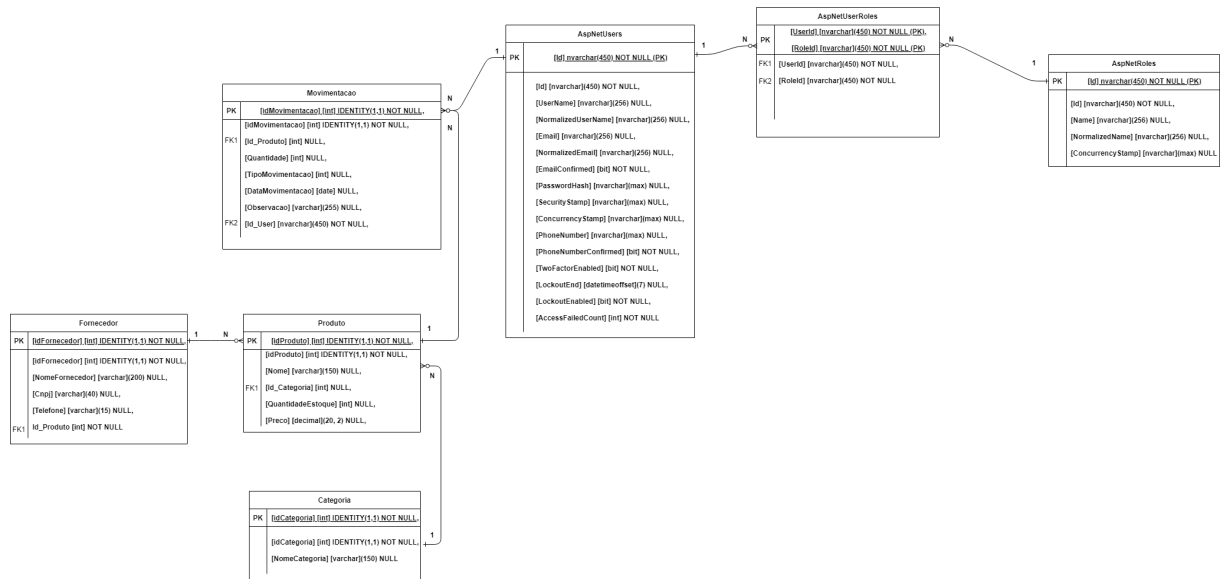 AspNetUserRoles
PK
[UserId] [nvarchar](450) NOT NULL (PK),
[RoleId] [nvarchar](450) NOT NULL (PK)
FK1 [UserId] [nvarchar](450) NOT NULL,
FK2 [RoleId] [nvarchar](450) NOT NULL
N
N
AspNetUsers
PK [Id] nvarchar(450) NOT NULL (PK)
[Id] [nvarchar](450) NOT NULL,
[UserName] [nvarchar](256) NULL,
[NormalizedUserName] [nvarchar](256) NULL,
[Email] [nvarchar](256) NULL,
[NormalizedEmail] [nvarchar](256) NULL,
[EmailConfirmed] [bit] NOT NULL,
[PasswordHash] [nvarchar](max) NULL,
[SecurityStamp] [nvarchar](max) NULL,
[ConcurrencyStamp] [nvarchar](max) NULL,
[PhoneNumber] [nvarchar](max) NULL,
[PhoneNumberConfirmed] [bit] NOT NULL,
[TwoFactorEnabled] [bit] NOT NULL,
[LockoutEnd] [datetimeoffset](7) NULL,
[LockoutEnabled] [bit] NOT NULL,
[AccessFailedCount] [int] NOT NULL
1
1
AspNetRoles
1
PK [Id] nvarchar(450) NOT NULL (PK)
[Id] [nvarchar](450) NOT NULL,
[Name] [nvarchar](256) NULL,
[NormalizedName] [nvarchar](256) NULL,
[ConcurrencyStamp] [nvarchar](max) NULL
Movimentacao
PK [idMovimentacao] [int] IDENTITY(1,1) NOT NULL,
[idMovimentacao] [int] IDENTITY(1,1) NOT NULL,
FK1 [Id_Produto] [int] NULL,
[Quantidade] [int] NULL,
[TipoMovimentacao] [int] NULL,
[DataMovimentacao] [date] NULL,
[Observacao] [varchar](255) NULL,
FK2 [Id_User] [nvarchar](450) NOT NULL,
N
N
Fornecedor
PK [idFornecedor] [int] IDENTITY(1,1) NOT NULL,
[idFornecedor] [int] IDENTITY(1,1) NOT NULL,
[NomeFornecedor] [varchar](200) NULL,
[Cnpj] [varchar](40) NULL,
[Telefone] [varchar](15) NULL,
FK1 Id_Produto [int] NOT NULL
1
N
Produto
PK [idProduto] [int] IDENTITY(1,1) NOT NULL,
[idProduto] [int] IDENTITY(1,1) NOT NULL,
[Nome] [varchar](150) NULL,
FK1 [Id_Categoria] [int] NULL,
[QuantidadeEstoque] [int] NULL,
[Preco] [decimal](20, 2) NULL,
1
N
Categoria
PK [idCategoria] [int] IDENTITY(1,1) NOT NULL,
[idCategoria] [int] IDENTITY(1,1) NOT NULL,
[NomeCategoria] [varchar](150) NULL
1